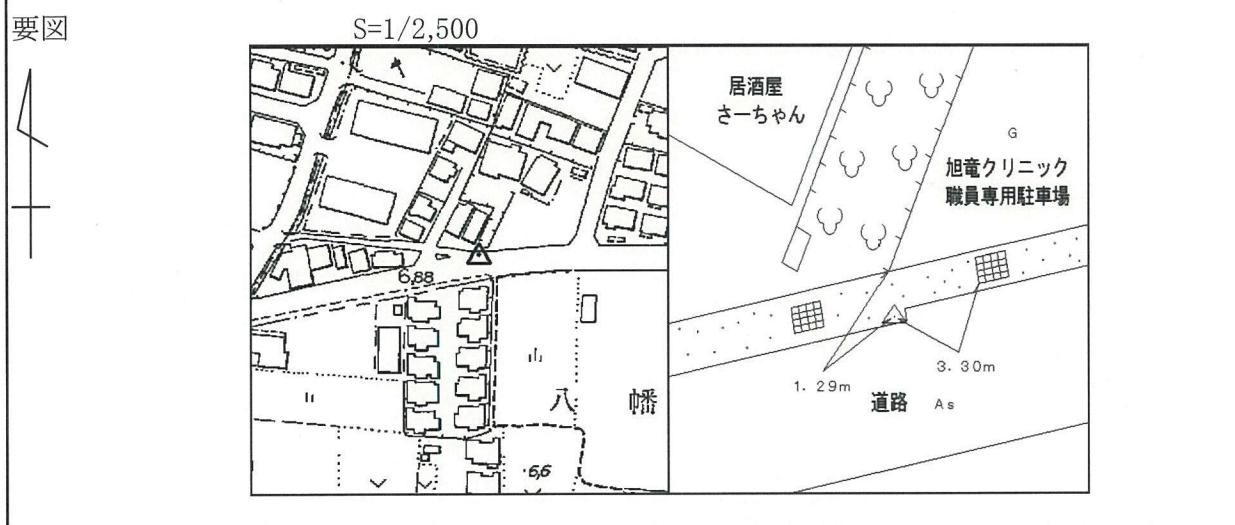 要図
S=1/2,500
6.88
八 幡
6.6
居酒屋
さーちゃん
G
旭竜クリニック
職員専用駐車場
1. 29m
3. 30m
道路 As